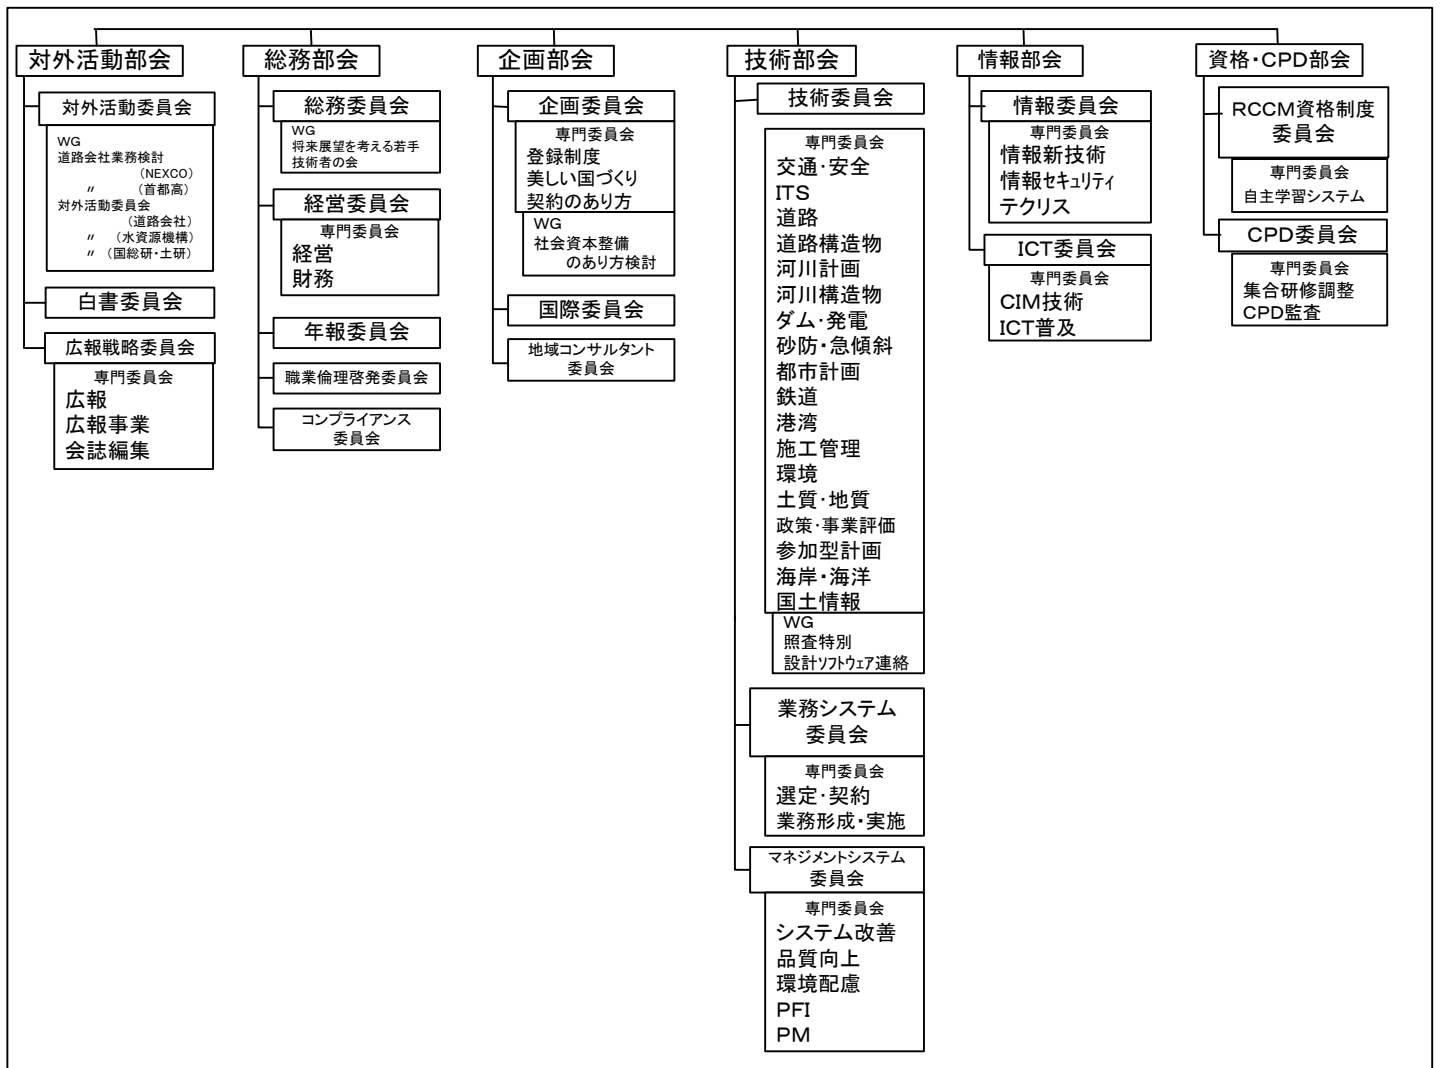 対外活動部会
対外活動委員会
WG
道路会社業務検討
（NEXCO）
〃　（首都高）
対外活動委員会
（道路会社）
〃　（水資源機構）
〃　（国総研・土研）
白書委員会
広報戦略委員会
専門委員会
広報
広報事業
会誌編集
総務部会
総務委員会
WG
将来展望を考える若手
技術者の会
経営委員会
専門委員会
経営
財務
年報委員会
職業倫理啓発委員会
コンプライアンス
委員会
企画部会
企画委員会
専門委員会
登録制度
美しい国づくり
契約のあり方
WG
社会資本整備
のあり方検討
国際委員会
地域コンサルタント
委員会
技術部会
技術委員会
専門委員会
交通・安全
ITS
道路
道路構造物
河川計画
河川構造物
ダム・発電
砂防・急傾斜
都市計画
鉄道
港湾
施工管理
環境
土質・地質
政策・事業評価
参加型計画
海岸・海洋
国土情報
WG
照査特別
設計ｿﾌﾄｳｪｱ連絡
業務システム
委員会
専門委員会
選定・契約
業務形成・実施
マネジメントシステム
委員会
専門委員会
システム改善
品質向上
環境配慮
PFI
PM
情報部会
情報委員会
専門委員会
情報新技術
情報ｾｷｭﾘﾃｨ
テクリス
ICT委員会
専門委員会
CIM技術
ICT普及
資格・CPD部会
RCCM資格制度
委員会
専門委員会
自主学習システム
CPD委員会
専門委員会
集合研修調整
CPD監査